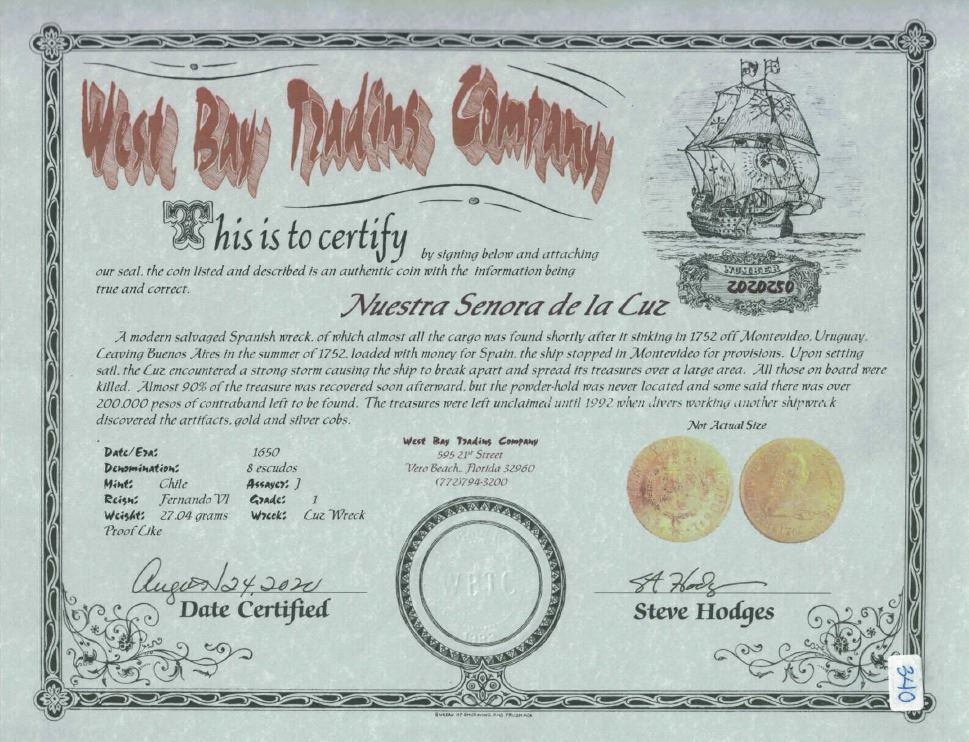 West Bay Trading Company
This is to certify
by signing below and attaching
our seal, the coin listed and described is an authentic coin with the information being
true and correct.
NUMBER
2020250
Nuestra Senora de la Luz
A modern salvaged Spanish wreck, of which almost all the cargo was found shortly after it sinking in 1752 off Montevideo, Uruguay.
Leaving Buenos Aires in the summer of 1752, loaded with money for Spain, the ship stopped in Montevideo for provisions. Upon setting
sail, the Luz encountered a strong storm causing the ship to break apart and spread its treasures over a large area. All those on board were
killed. Almost 90% of the treasure was recovered soon afterward, but the powder-hold was never located and some said there was over
200,000 pesos of contraband left to be found. The treasures were left unclaimed until 1992 when divers working another shipwreck
discovered the artifacts, gold and silver cobs.
Not Actual Size
Date/Era: 1650
Denomination: 8 escudos
Mint: Chile Assayer: J
Reign: Fernando VI Grade: 1
Weight: 27.04 grams Wreck: Luz Wreck
Proof Like
West Bay Trading Company
595 21st Street
Vero Beach, Florida 32960
(772)794-3200
WBTC
August 24, 2020
Date Certified
St Hodges
Steve Hodges
340
BUREAU OF ENGRAVING AND